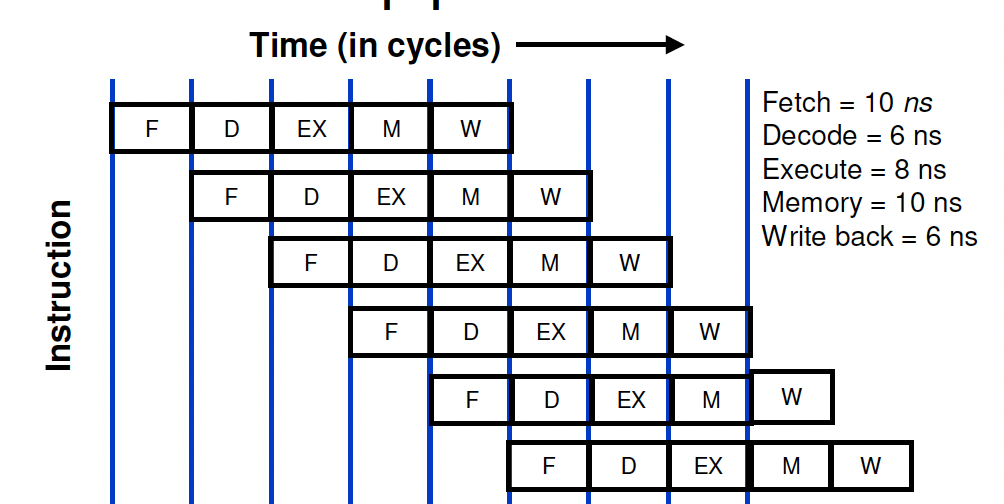 Time (in cycles)
Fetch = 10 ns
Decode = 6 ns
Execute = 8 ns
Memory = 10 ns
Write back = 6 ns
Instruction
F D EX M W
F D EX M W
F D EX M W
F D EX M W
F D EX M W
F D EX M W